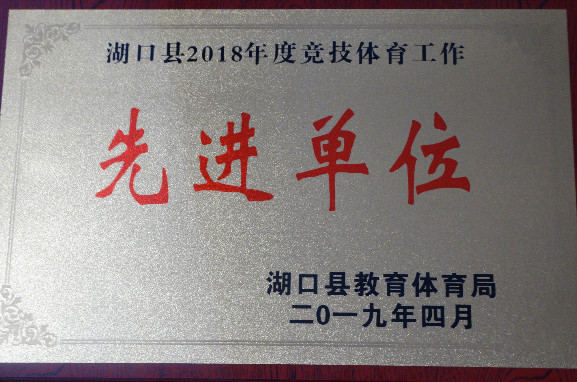 湖口县2018年度竞技体育工作
先进单位
湖口县教育体育局
二0一九年四月